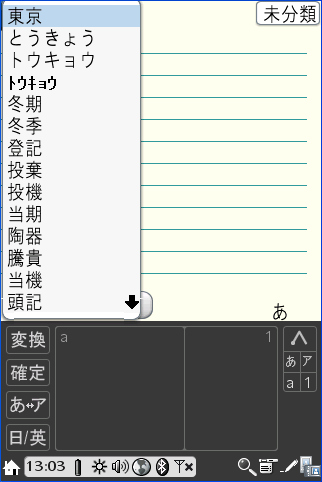 東京
未分類
とうきょう
トウキョウ
ﾄｳｷｮｳ
冬期
冬季
登記
投棄
投機
当期
陶器
騰貴
当機
頭記
あ
変換
a
1
確定
あ ア
a 1
あ↔ア
日/英
13:03